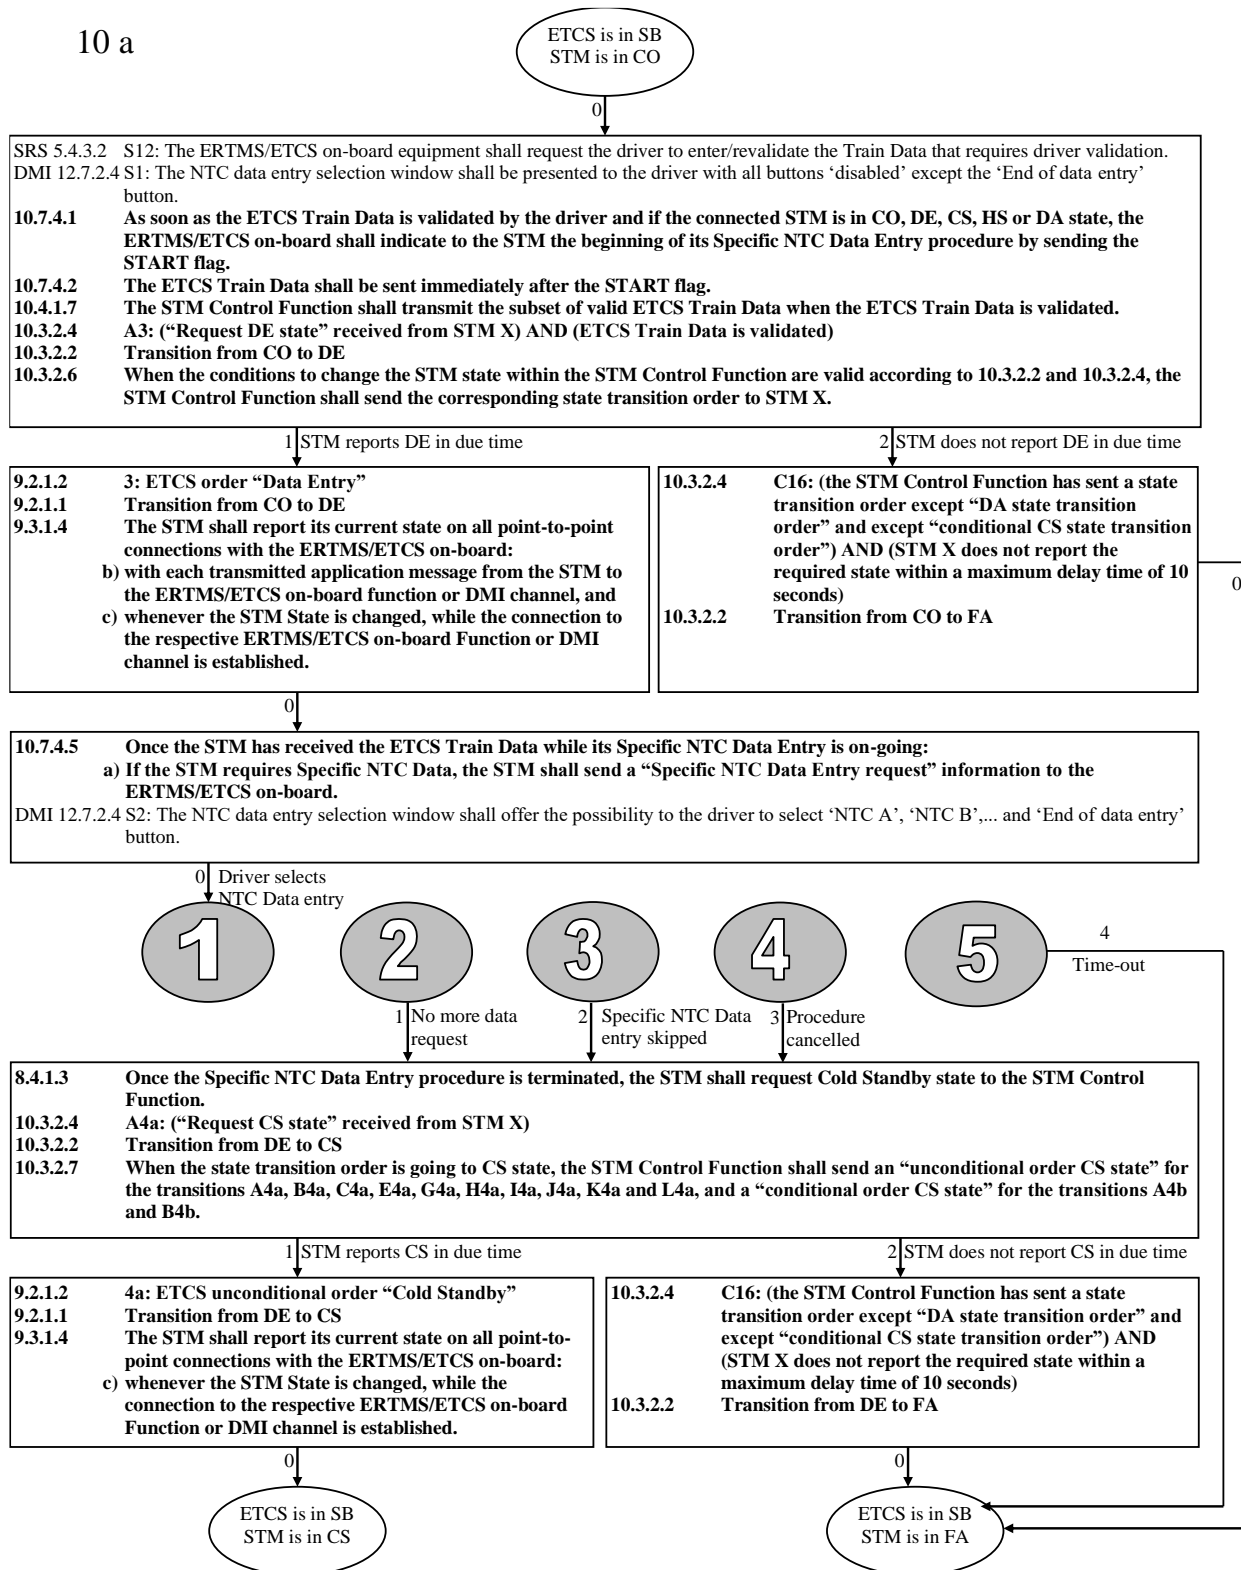 10 a
ETCS is in SB
STM is in CO
0
SRS 5.4.3.2 S12: The ERTMS/ETCS on-board equipment shall request the driver to enter/revalidate the Train Data that requires driver validation.
DMI 12.7.2.4 S1: The NTC data entry selection window shall be presented to the driver with all buttons ‘disabled’ except the ‘End of data entry’
button.
10.7.4.1 As soon as the ETCS Train Data is validated by the driver and if the connected STM is in CO, DE, CS, HS or DA state, the
ERTMS/ETCS on-board shall indicate to the STM the beginning of its Specific NTC Data Entry procedure by sending the
START flag.
10.7.4.2 The ETCS Train Data shall be sent immediately after the START flag.
10.4.1.7 The STM Control Function shall transmit the subset of valid ETCS Train Data when the ETCS Train Data is validated.
10.3.2.4 A3: (“Request DE state” received from STM X) AND (ETCS Train Data is validated)
10.3.2.2 Transition from CO to DE
10.3.2.6 When the conditions to change the STM state within the STM Control Function are valid according to 10.3.2.2 and 10.3.2.4, the
STM Control Function shall send the corresponding state transition order to STM X.
1 STM reports DE in due time
2 STM does not report DE in due time
9.2.1.2 3: ETCS order “Data Entry”
9.2.1.1 Transition from CO to DE
9.3.1.4 The STM shall report its current state on all point-to-point
connections with the ERTMS/ETCS on-board:
b) with each transmitted application message from the STM to
the ERTMS/ETCS on-board function or DMI channel, and
c) whenever the STM State is changed, while the connection to
the respective ERTMS/ETCS on-board Function or DMI
channel is established.
10.3.2.4 C16: (the STM Control Function has sent a state
transition order except “DA state transition
order” and except “conditional CS state transition
order”) AND (STM X does not report the
required state within a maximum delay time of 10
seconds)
10.3.2.2 Transition from CO to FA
0
0
10.7.4.5 Once the STM has received the ETCS Train Data while its Specific NTC Data Entry is on-going:
a) If the STM requires Specific NTC Data, the STM shall send a “Specific NTC Data Entry request” information to the
ERTMS/ETCS on-board.
DMI 12.7.2.4 S2: The NTC data entry selection window shall offer the possibility to the driver to select ‘NTC A’, ‘NTC B’,... and ‘End of data entry’
button.
0 Driver selects
NTC Data entry
1
2
3
4
5
4
Time-out
1 No more data
request
2 Specific NTC Data
entry skipped
3 Procedure
cancelled
8.4.1.3 Once the Specific NTC Data Entry procedure is terminated, the STM shall request Cold Standby state to the STM Control
Function.
10.3.2.4 A4a: (“Request CS state” received from STM X)
10.3.2.2 Transition from DE to CS
10.3.2.7 When the state transition order is going to CS state, the STM Control Function shall send an “unconditional order CS state” for
the transitions A4a, B4a, C4a, E4a, G4a, H4a, I4a, J4a, K4a and L4a, and a “conditional order CS state” for the transitions A4b
and B4b.
1 STM reports CS in due time
2 STM does not report CS in due time
9.2.1.2 4a: ETCS unconditional order “Cold Standby”
9.2.1.1 Transition from DE to CS
9.3.1.4 The STM shall report its current state on all point-to-
point connections with the ERTMS/ETCS on-board:
c) whenever the STM State is changed, while the
connection to the respective ERTMS/ETCS on-board
Function or DMI channel is established.
10.3.2.4 C16: (the STM Control Function has sent a state
transition order except “DA state transition order” and
except “conditional CS state transition order”) AND
(STM X does not report the required state within a
maximum delay time of 10 seconds)
10.3.2.2 Transition from DE to FA
0
0
ETCS is in SB
STM is in CS
ETCS is in SB
STM is in FA